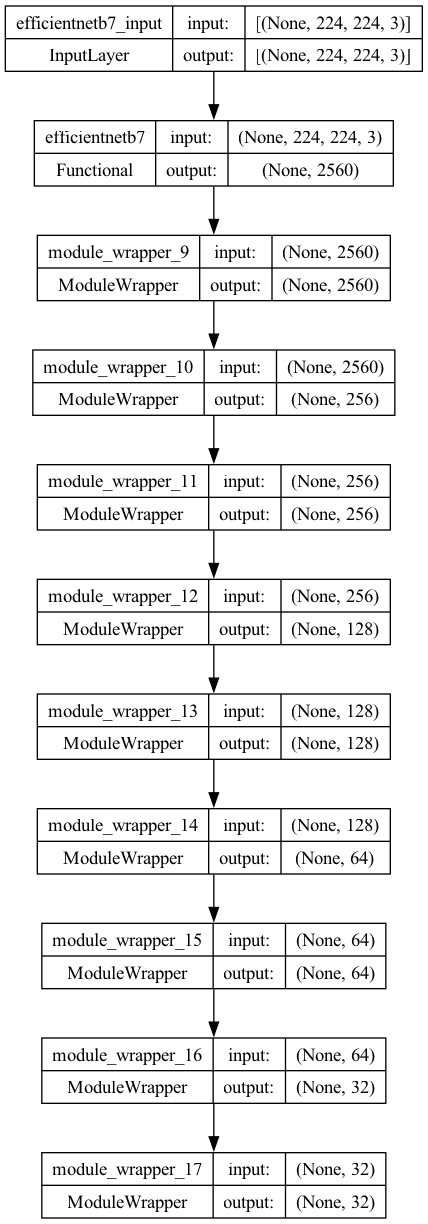 efficientnetb7_input input: [(None, 224, 224, 3)]
InputLayer output: [(None, 224, 224, 3)]
efficientnetb7 input: (None, 224, 224, 3)
Functional output: (None, 2560)
module_wrapper_9 input: (None, 2560)
ModuleWrapper output: (None, 2560)
module_wrapper_10 input: (None, 2560)
ModuleWrapper output: (None, 256)
module_wrapper_11 input: (None, 256)
ModuleWrapper output: (None, 256)
module_wrapper_12 input: (None, 256)
ModuleWrapper output: (None, 128)
module_wrapper_13 input: (None, 128)
ModuleWrapper output: (None, 128)
module_wrapper_14 input: (None, 128)
ModuleWrapper output: (None, 64)
module_wrapper_15 input: (None, 64)
ModuleWrapper output: (None, 64)
module_wrapper_16 input: (None, 64)
ModuleWrapper output: (None, 32)
module_wrapper_17 input: (None, 32)
ModuleWrapper output: (None, 32)